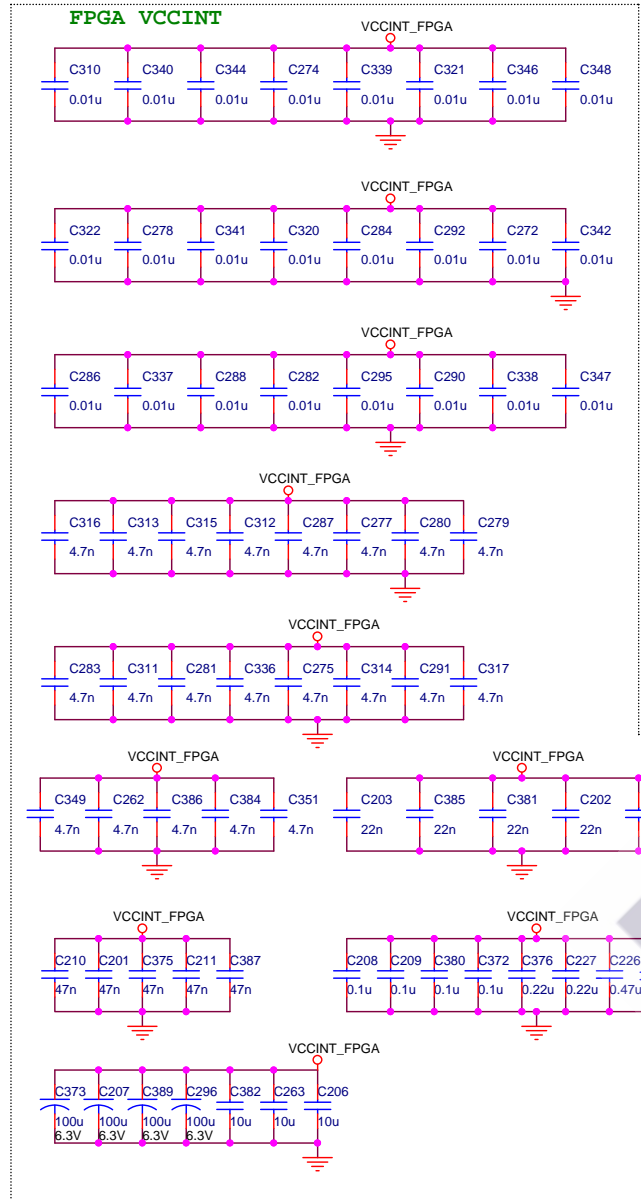 FPGA VCCINT
VCCINT_FPGA
C310 C340 C344 C274 C339 C321 C346 C348
0.01u 0.01u 0.01u 0.01u 0.01u 0.01u 0.01u 0.01u
VCCINT_FPGA
C322 C278 C341 C320 C284 C292 C272 C342
0.01u 0.01u 0.01u 0.01u 0.01u 0.01u 0.01u 0.01u
VCCINT_FPGA
C286 C337 C288 C282 C295 C290 C338 C347
0.01u 0.01u 0.01u 0.01u 0.01u 0.01u 0.01u 0.01u
VCCINT_FPGA
C316 C313 C315 C312 C287 C277 C280 C279
4.7n 4.7n 4.7n 4.7n 4.7n 4.7n 4.7n 4.7n
VCCINT_FPGA
C283 C311 C281 C336 C275 C314 C291 C317
4.7n 4.7n 4.7n 4.7n 4.7n 4.7n 4.7n 4.7n
VCCINT_FPGA VCCINT_FPGA
C349 C262 C386 C384 C351 C203 C385 C381 C202
4.7n 4.7n 4.7n 4.7n 4.7n 22n 22n 22n 22n
VCCINT_FPGA VCCINT_FPGA
C210 C201 C375 C211 C387 C208 C209 C380 C372 C376 C227 C226
47n 47n 47n 47n 47n 0.1u 0.1u 0.1u 0.1u 0.22u 0.22u 0.47u
VCCINT_FPGA
C373 C207 C389 C296 C382 C263 C206
100u 100u 100u 100u 10u 10u 10u
6.3V 6.3V 6.3V 6.3V